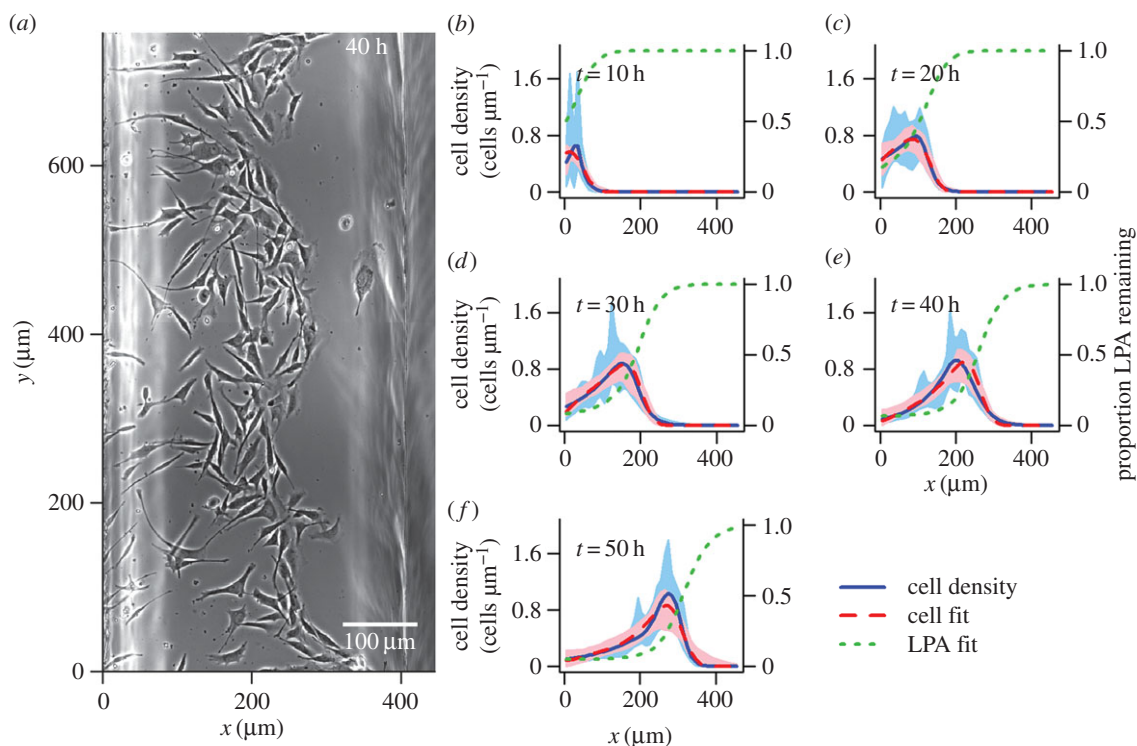 (a)
40 h
600
400
200
0
y (µm)
100 µm
0
200
400
x (µm)
(b)
t = 10 h
1.6
0.8
0
cell density
(cells µm⁻¹)
1.0
0.5
0
0
200
400
(c)
t = 20 h
1.6
0.8
0
1.0
0.5
0
0
200
400
(d)
t = 30 h
1.6
0.8
0
cell density
(cells µm⁻¹)
1.0
0.5
0
0
200
400
(e)
t = 40 h
1.6
0.8
0
1.0
0.5
0
0
200
400
x (µm)
proportion LPA remaining
(f)
t = 50 h
1.6
0.8
0
cell density
(cells µm⁻¹)
1.0
0.5
0
0
200
400
x (µm)
cell density
cell fit
LPA fit